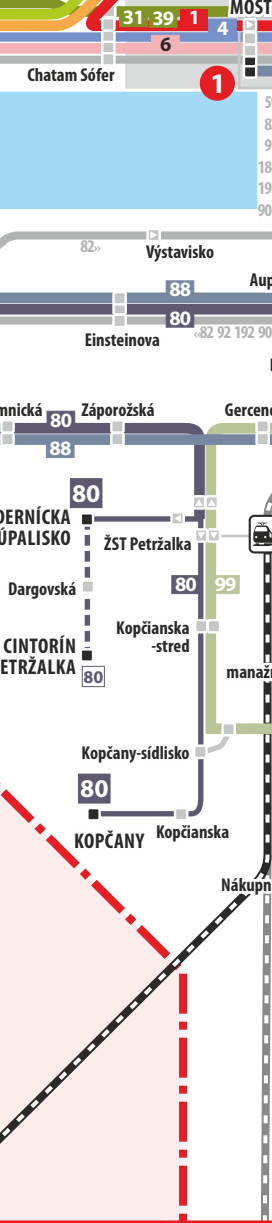 MOST
31 39 1
4
6
Chatam Sófer
1
82»
Výstavisko
88
Aup
80
Einsteinova
«82 92 192 90
mnická 80 Záporožská
Gercen
88
80
DERNÍCKA
ÚPALISKO
ŽST Petržalka
Dargovská
80 99
Kopčianska
-stred
CINTORÍN
ETRŽALKA
80
manaž
Kopčany-sídlisko
80
KOPČANY
Kopčianska
Nákupn